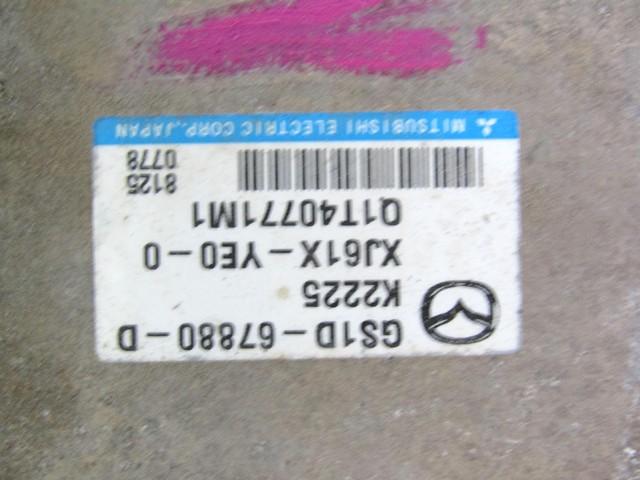 GS1D-67880-D
K2225
XJ61X-YE0-0
Q1T40771M1
8125
0778
MITSUBISHI ELECTRIC CORP., JAPAN